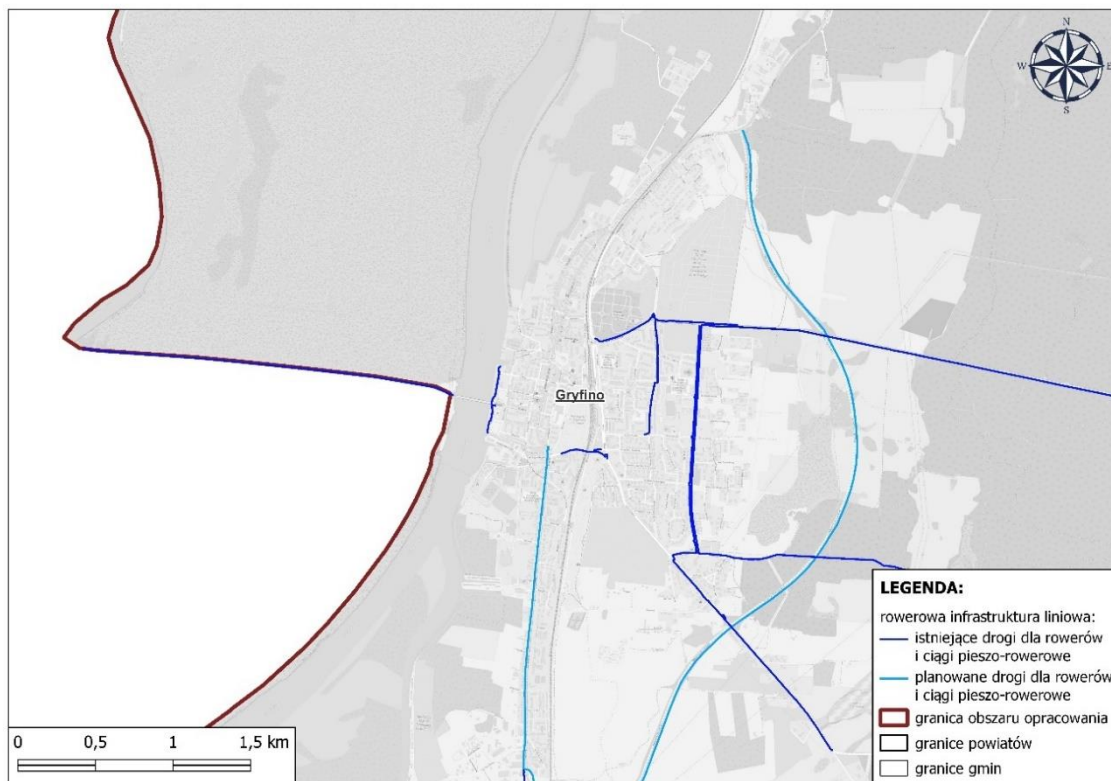 N
W
E
S
Gryfino
LEGENDA:
rowerowa infrastruktura liniowa:
istniejące drogi dla rowerów
i ciągi pieszo-rowerowe
planowane drogi dla rowerów
i ciągi pieszo-rowerowe
granica obszaru opracowania
granice powiatów
granice gmin
0 0,5 1 1,5 km